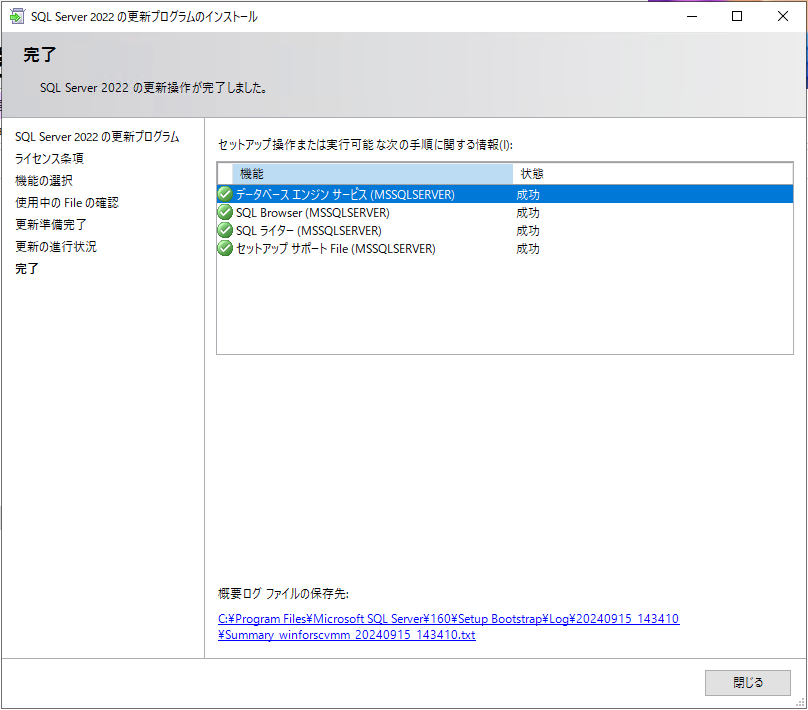 SQL Server 2022 の更新プログラムのインストール
完了
SQL Server 2022 の更新操作が完了しました。
SQL Server 2022 の更新プログラム
ライセンス条項
機能の選択
使用中の File の確認
更新準備完了
更新の進行状況
完了
セットアップ操作または実行可能な次の手順に関する情報(I):
機能 状態
データベース エンジン サービス (MSSQLSERVER) 成功
SQL Browser (MSSQLSERVER) 成功
SQL ライター (MSSQLSERVER) 成功
セットアップ サポート File (MSSQLSERVER) 成功
概要ログ ファイルの保存先:
C:¥Program Files¥Microsoft SQL Server¥160¥Setup Bootstrap¥Log¥20240915_143410
¥Summary_winforscvmm_20240915_143410.txt
閉じる